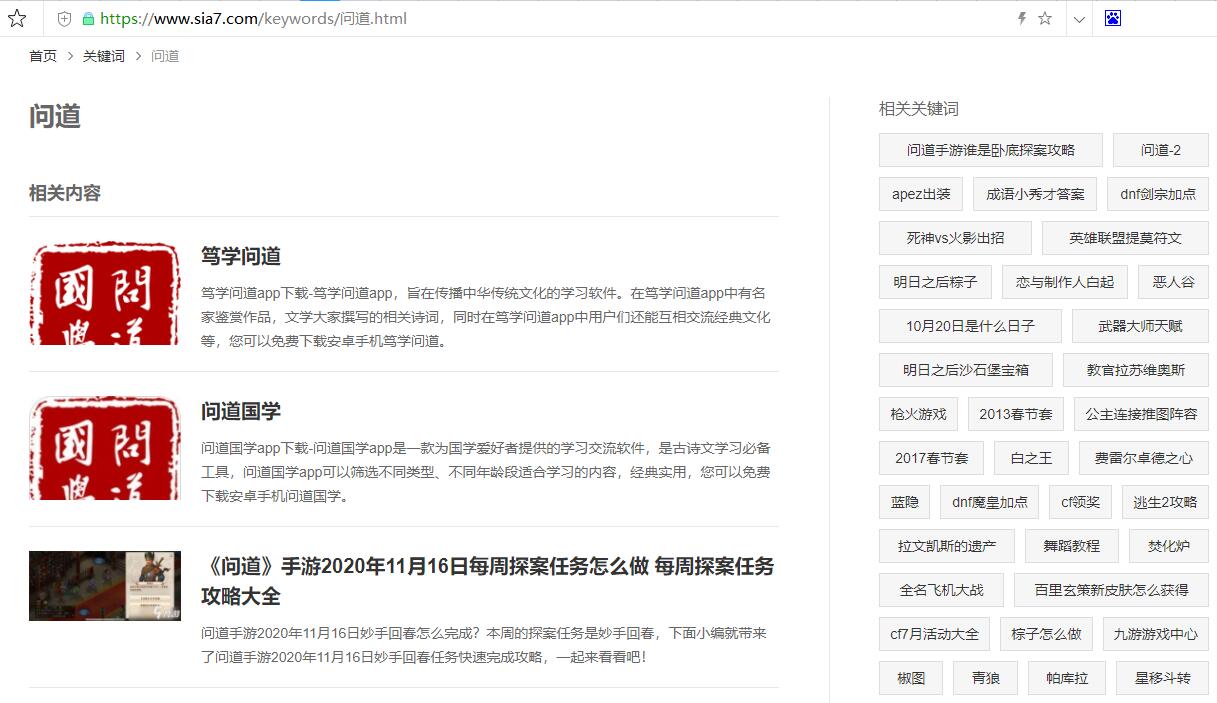 https://www.sia7.com/keywords/问道.html
首页 > 关键词 > 问道
问道
相关内容
國 問
學 道
笃学问道
笃学问道app下载-笃学问道app，旨在传播中华传统文化的学习软件。在笃学问道app中有名
家鉴赏作品，文学大家撰写的相关诗词，同时在笃学问道app中用户们还能互相交流经典文化
等，您可以免费下载安卓手机笃学问道。
國 問
學 道
问道国学
问道国学app下载-问道国学app是一款为国学爱好者提供的学习交流软件，是古诗文学习必备
工具，问道国学app可以筛选不同类型、不同年龄段适合学习的内容，经典实用，您可以免费
下载安卓手机问道国学。
《问道》手游2020年11月16日每周探案任务怎么做 每周探案任务
攻略大全
问道手游2020年11月16日妙手回春怎么完成？本周的探案任务是妙手回春，下面小编就带来
了问道手游2020年11月16日妙手回春任务快速完成攻略，一起来看看吧！
相关关键词
问道手游谁是卧底探案攻略 问道-2
apez出装 成语小秀才答案 dnf剑宗加点
死神vs火影出招 英雄联盟提莫符文
明日之后粽子 恋与制作人白起 恶人谷
10月20日是什么日子 武器大师天赋
明日之后沙石堡宝箱 教官拉苏维奥斯
枪火游戏 2013春节套 公主连接推图阵容
2017春节套 白之王 费雷尔卓德之心
蓝隐 dnf魔皇加点 cf领奖 逃生2攻略
拉文凯斯的遗产 舞蹈教程 焚化炉
全名飞机大战 百里玄策新皮肤怎么获得
cf7月活动大全 棕子怎么做 九游游戏中心
椒图 青狼 帕库拉 星移斗转